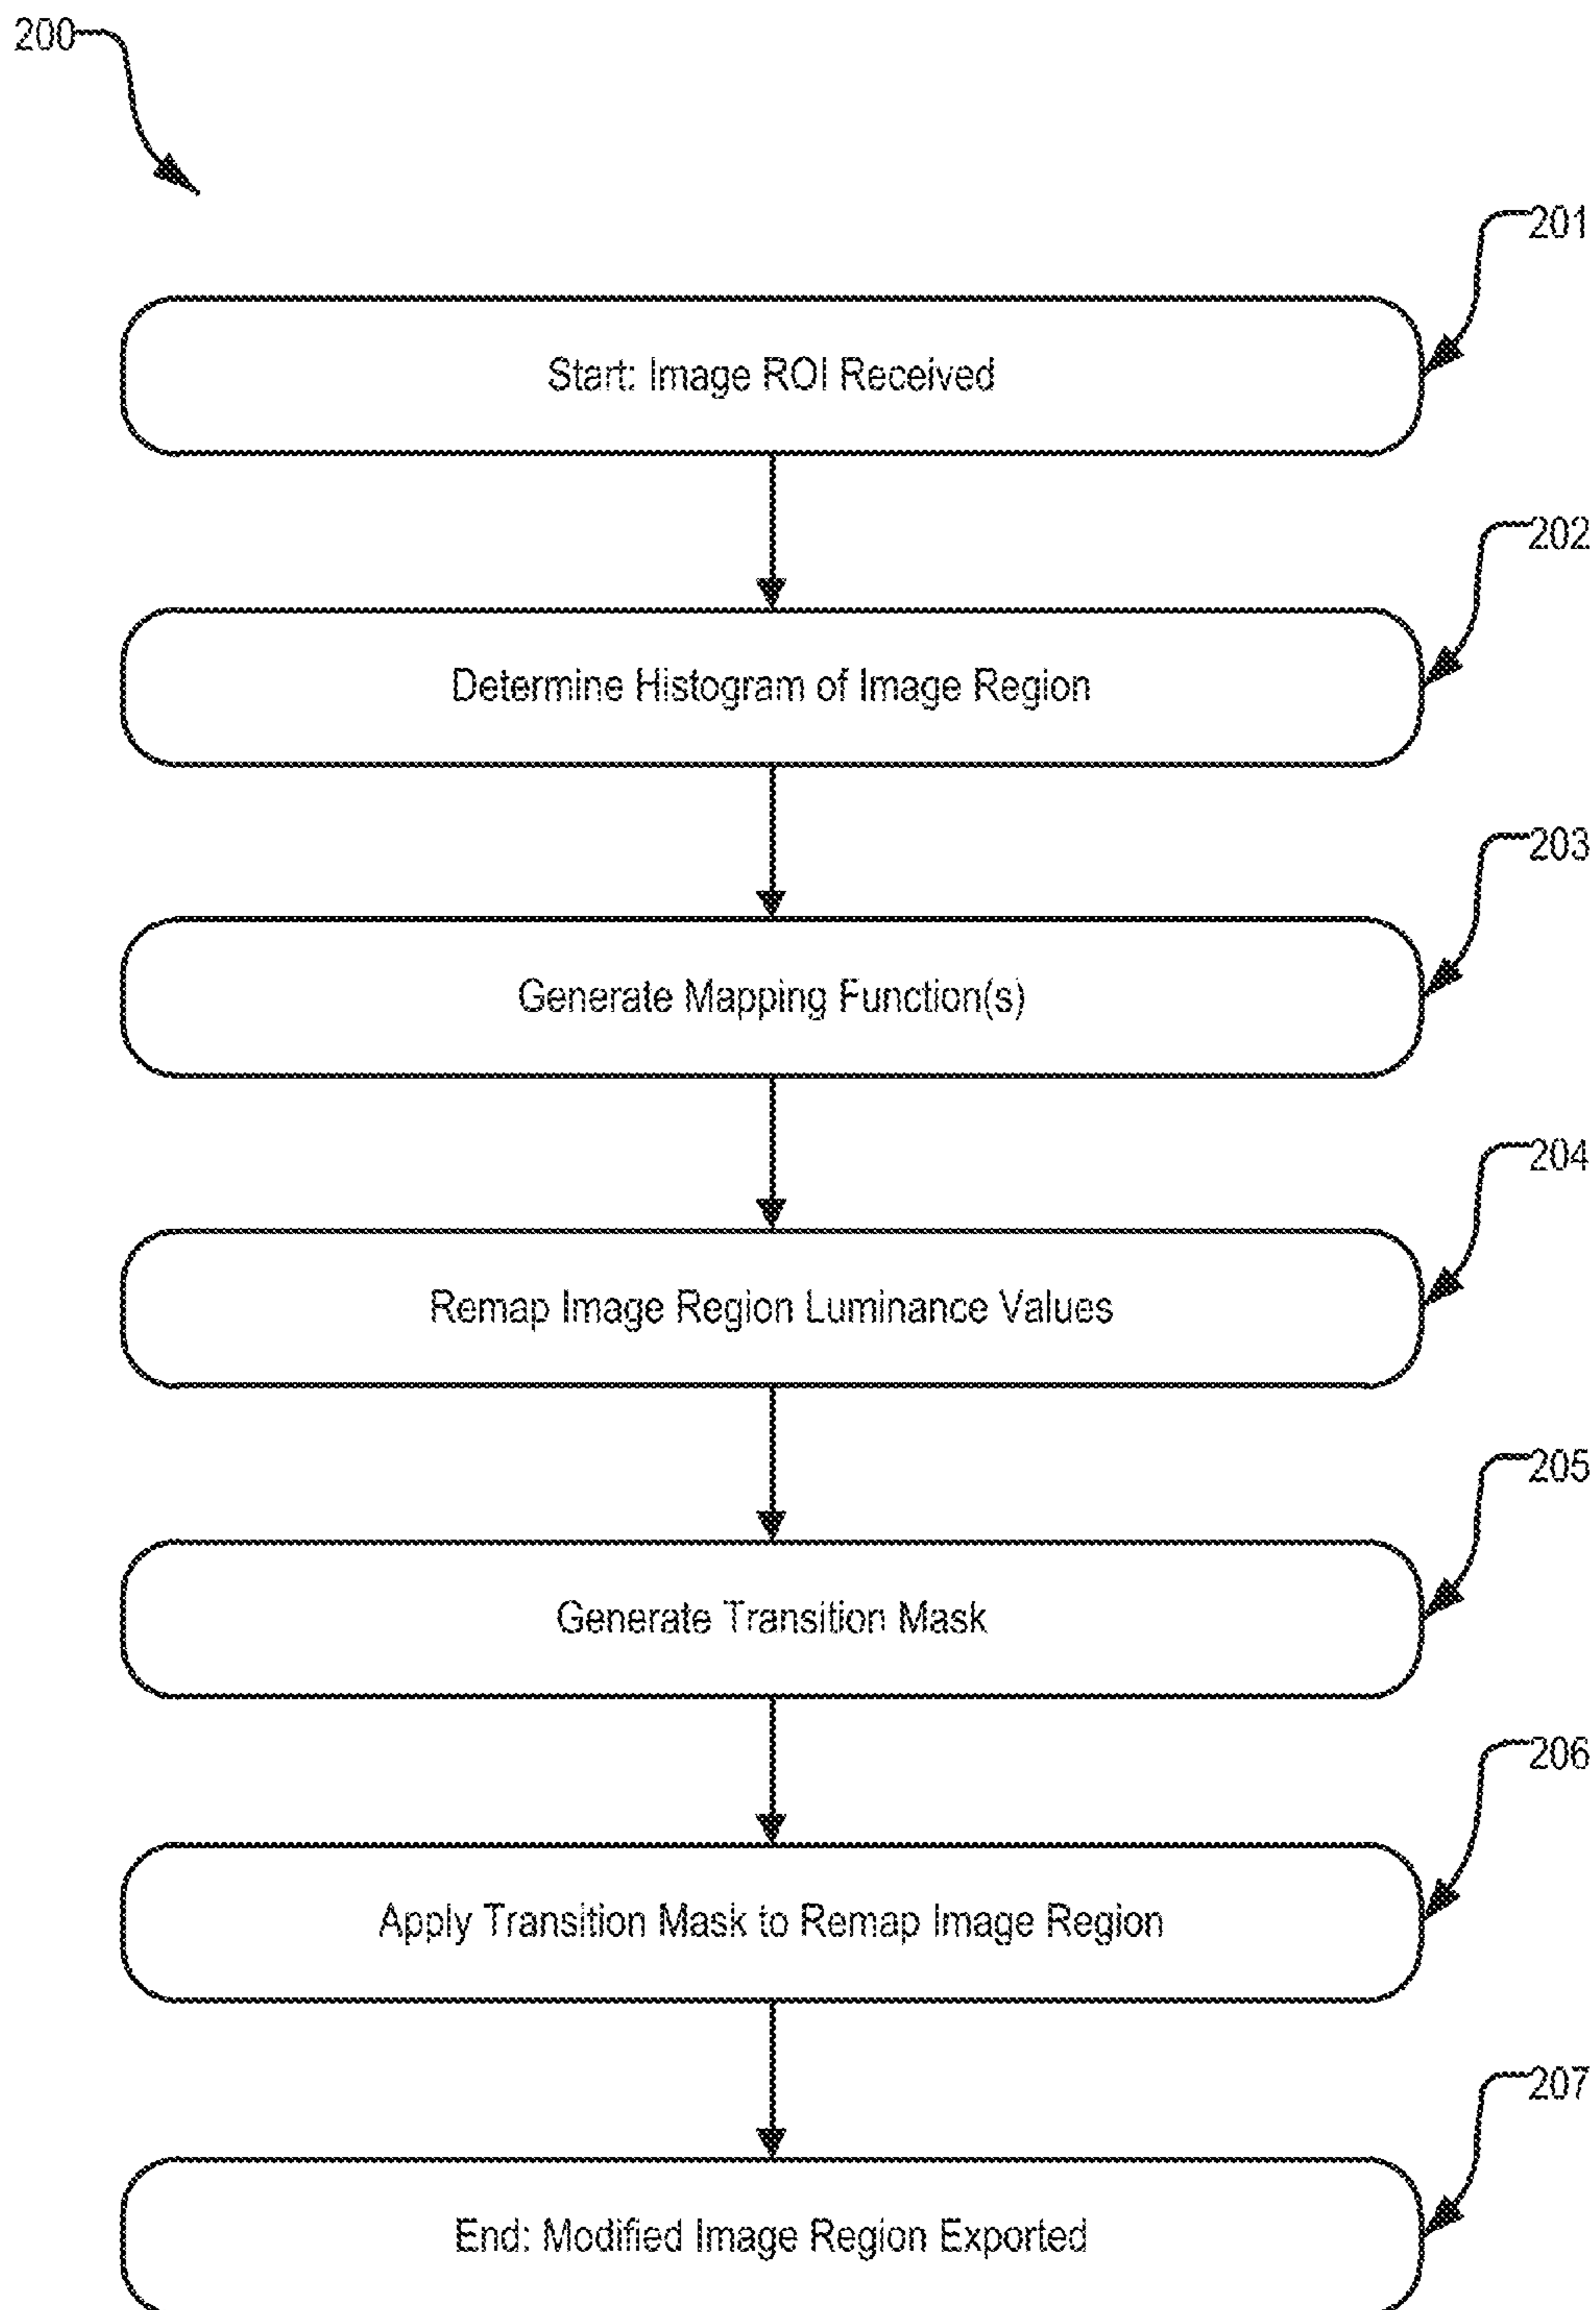 200
201
Start: Image ROI Received
202
Determine Histogram of Image Region
203
Generate Mapping Function(s)
204
Remap Image Region Luminance Values
205
Generate Transition Mask
206
Apply Transition Mask to Remap Image Region
207
End: Modified Image Region Exported